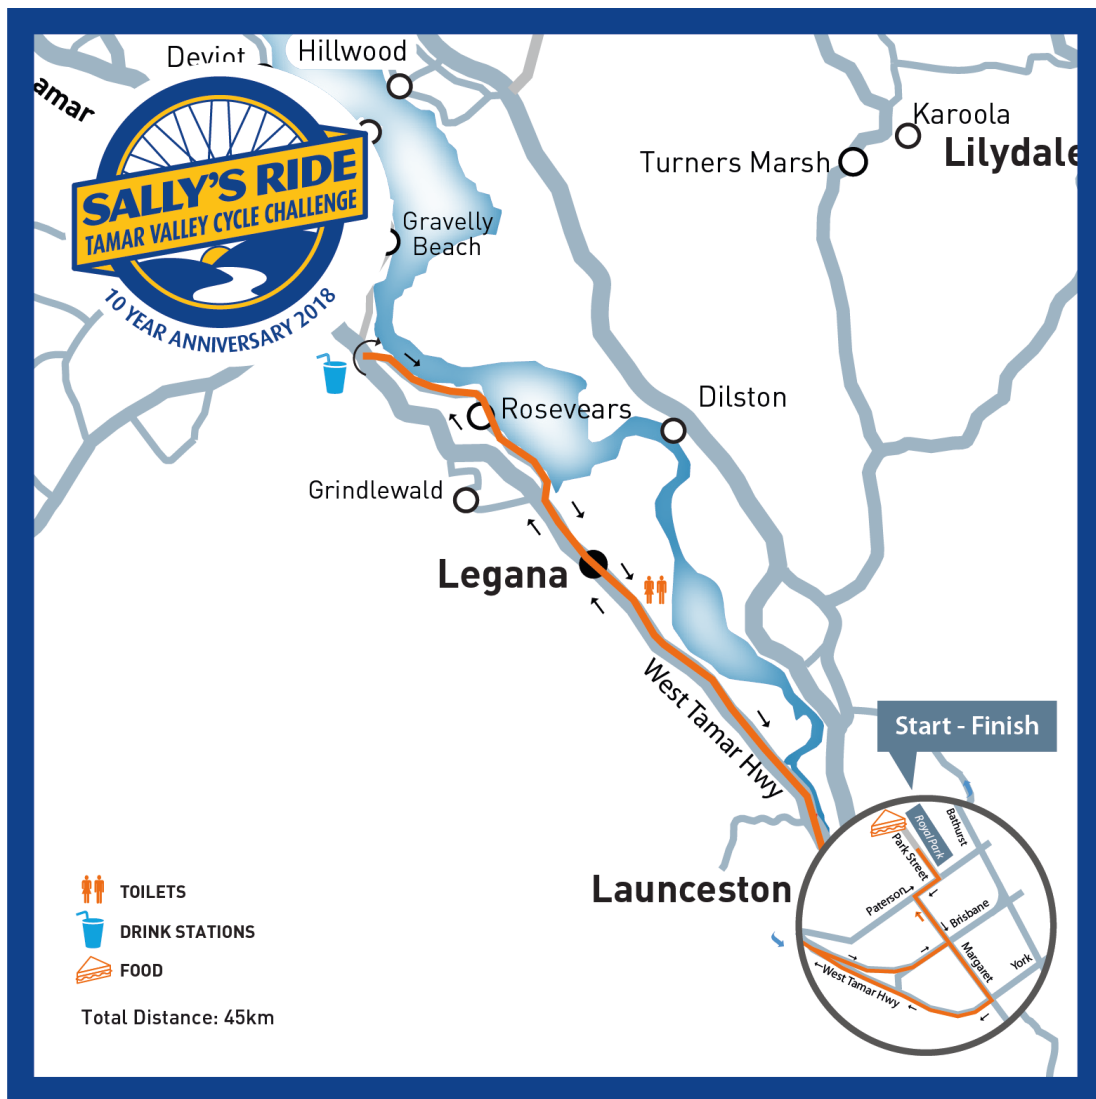 Deviot
Hillwood
amar
Karoola
Lilydale
Turners Marsh
SALLY'S RIDE
TAMAR VALLEY CYCLE CHALLENGE
10 YEAR ANNIVERSARY 2018
Gravelly
Beach
Rosevears
Dilston
Grindlewald
Legana
West Tamar Hwy
Start - Finish
Royal Park
Bathurst
Park Street
Paterson
Brisbane
Margaret
York
West Tamar Hwy
Launceston
TOILETS
DRINK STATIONS
FOOD
Total Distance: 45km